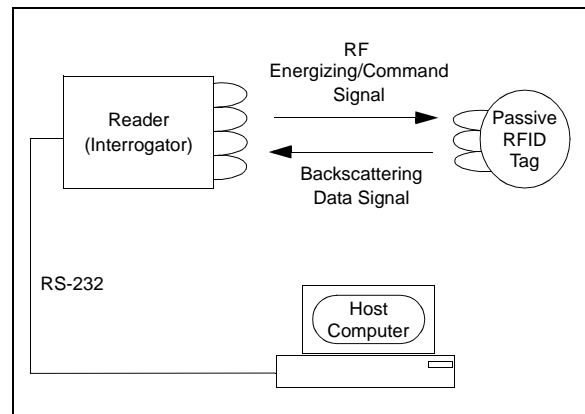 RF
Energizing/Command
Signal
Reader
(Interrogator)
Passive
RFID
Tag
Backscattering
Data Signal
RS-232
Host
Computer